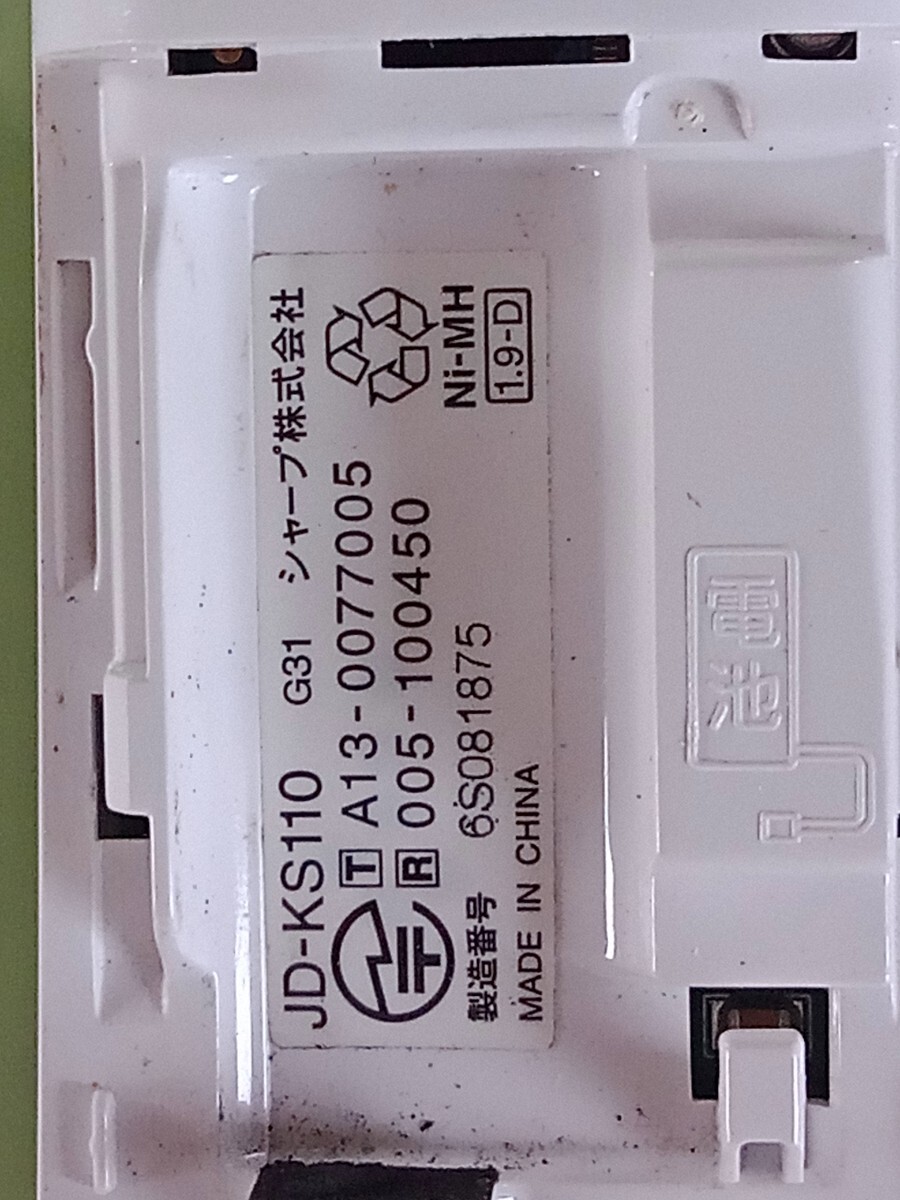 JD-KS110 G31 シャープ株式会社
T A13-0077005
R 005-100450
Ni-MH
1.9-D
製造番号 6S081875
MADE IN CHINA
電池